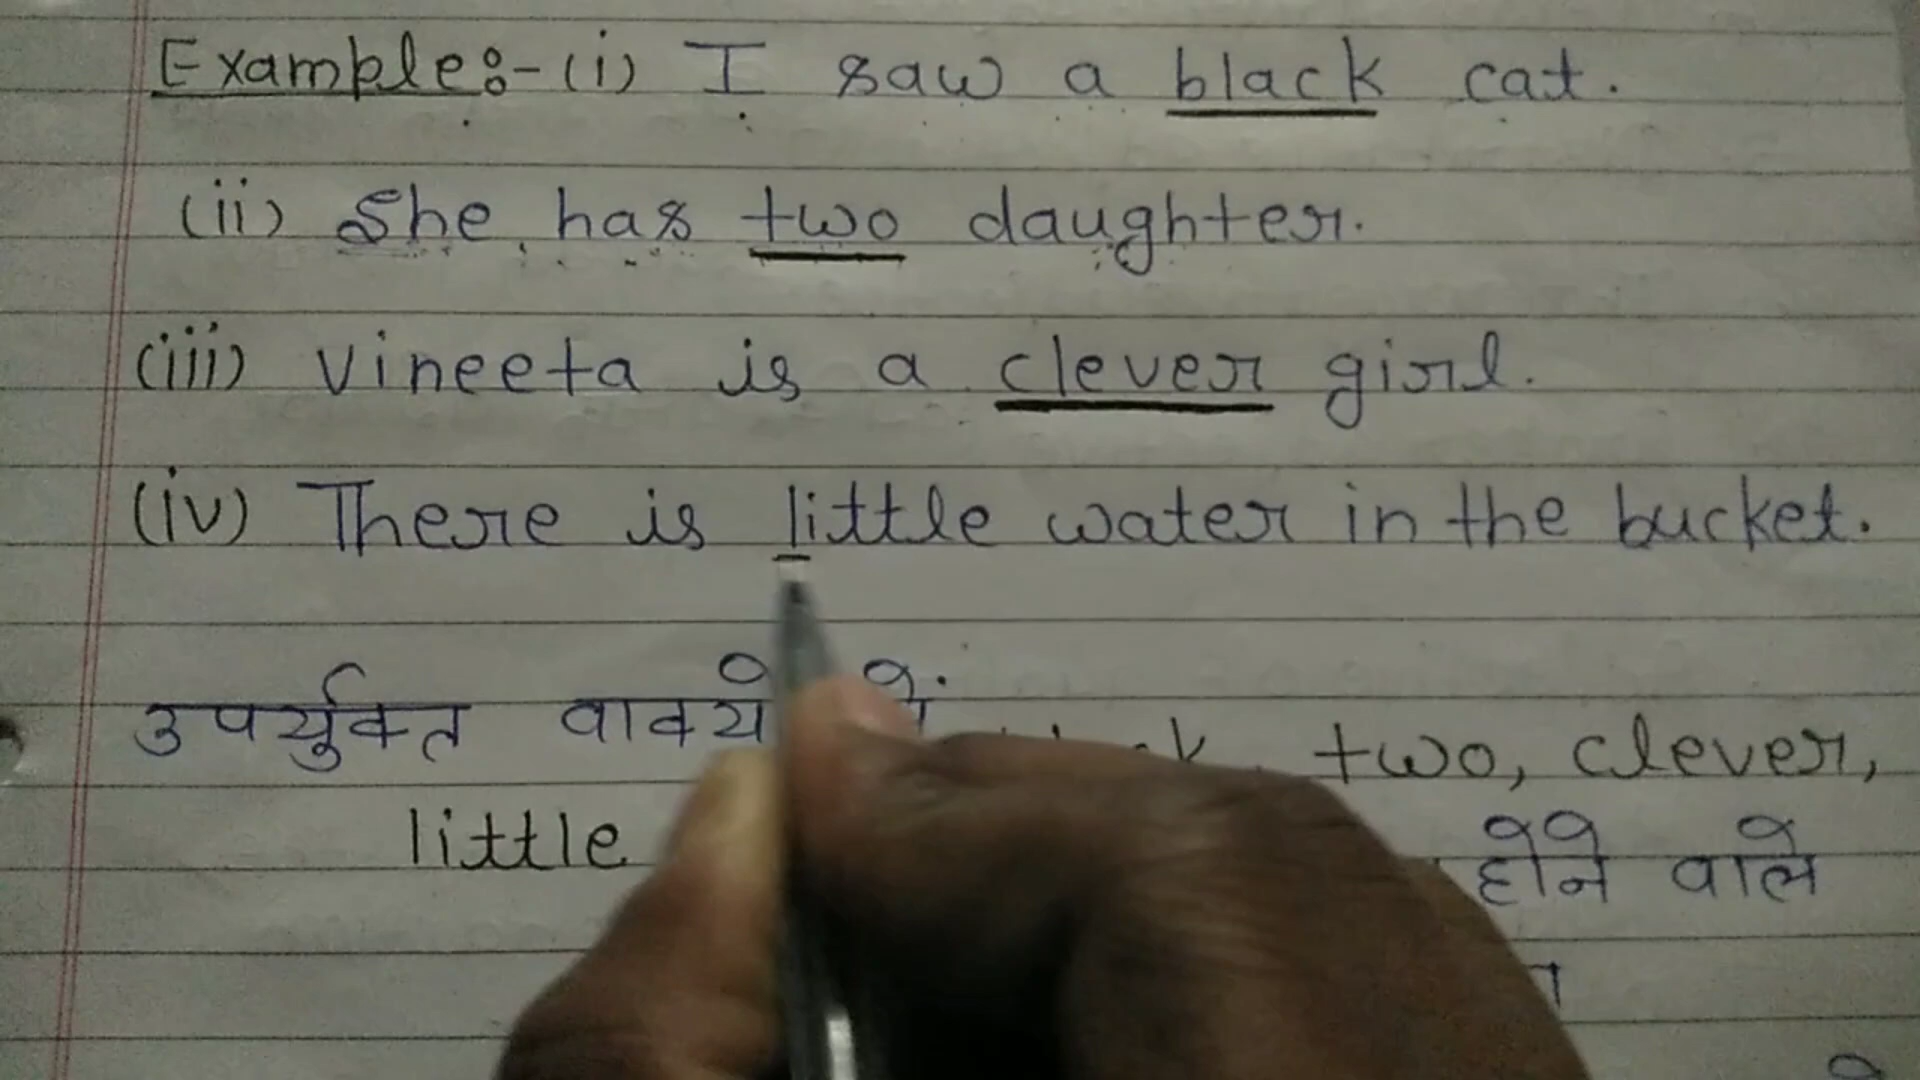 Example:-(i) I saw a black cat.
(ii) She has two daughter.
(iii) Vineeta is a clever girl.
(iv) There is little water in the bucket.
उपर्युक्त two, clever,
little होने वाले